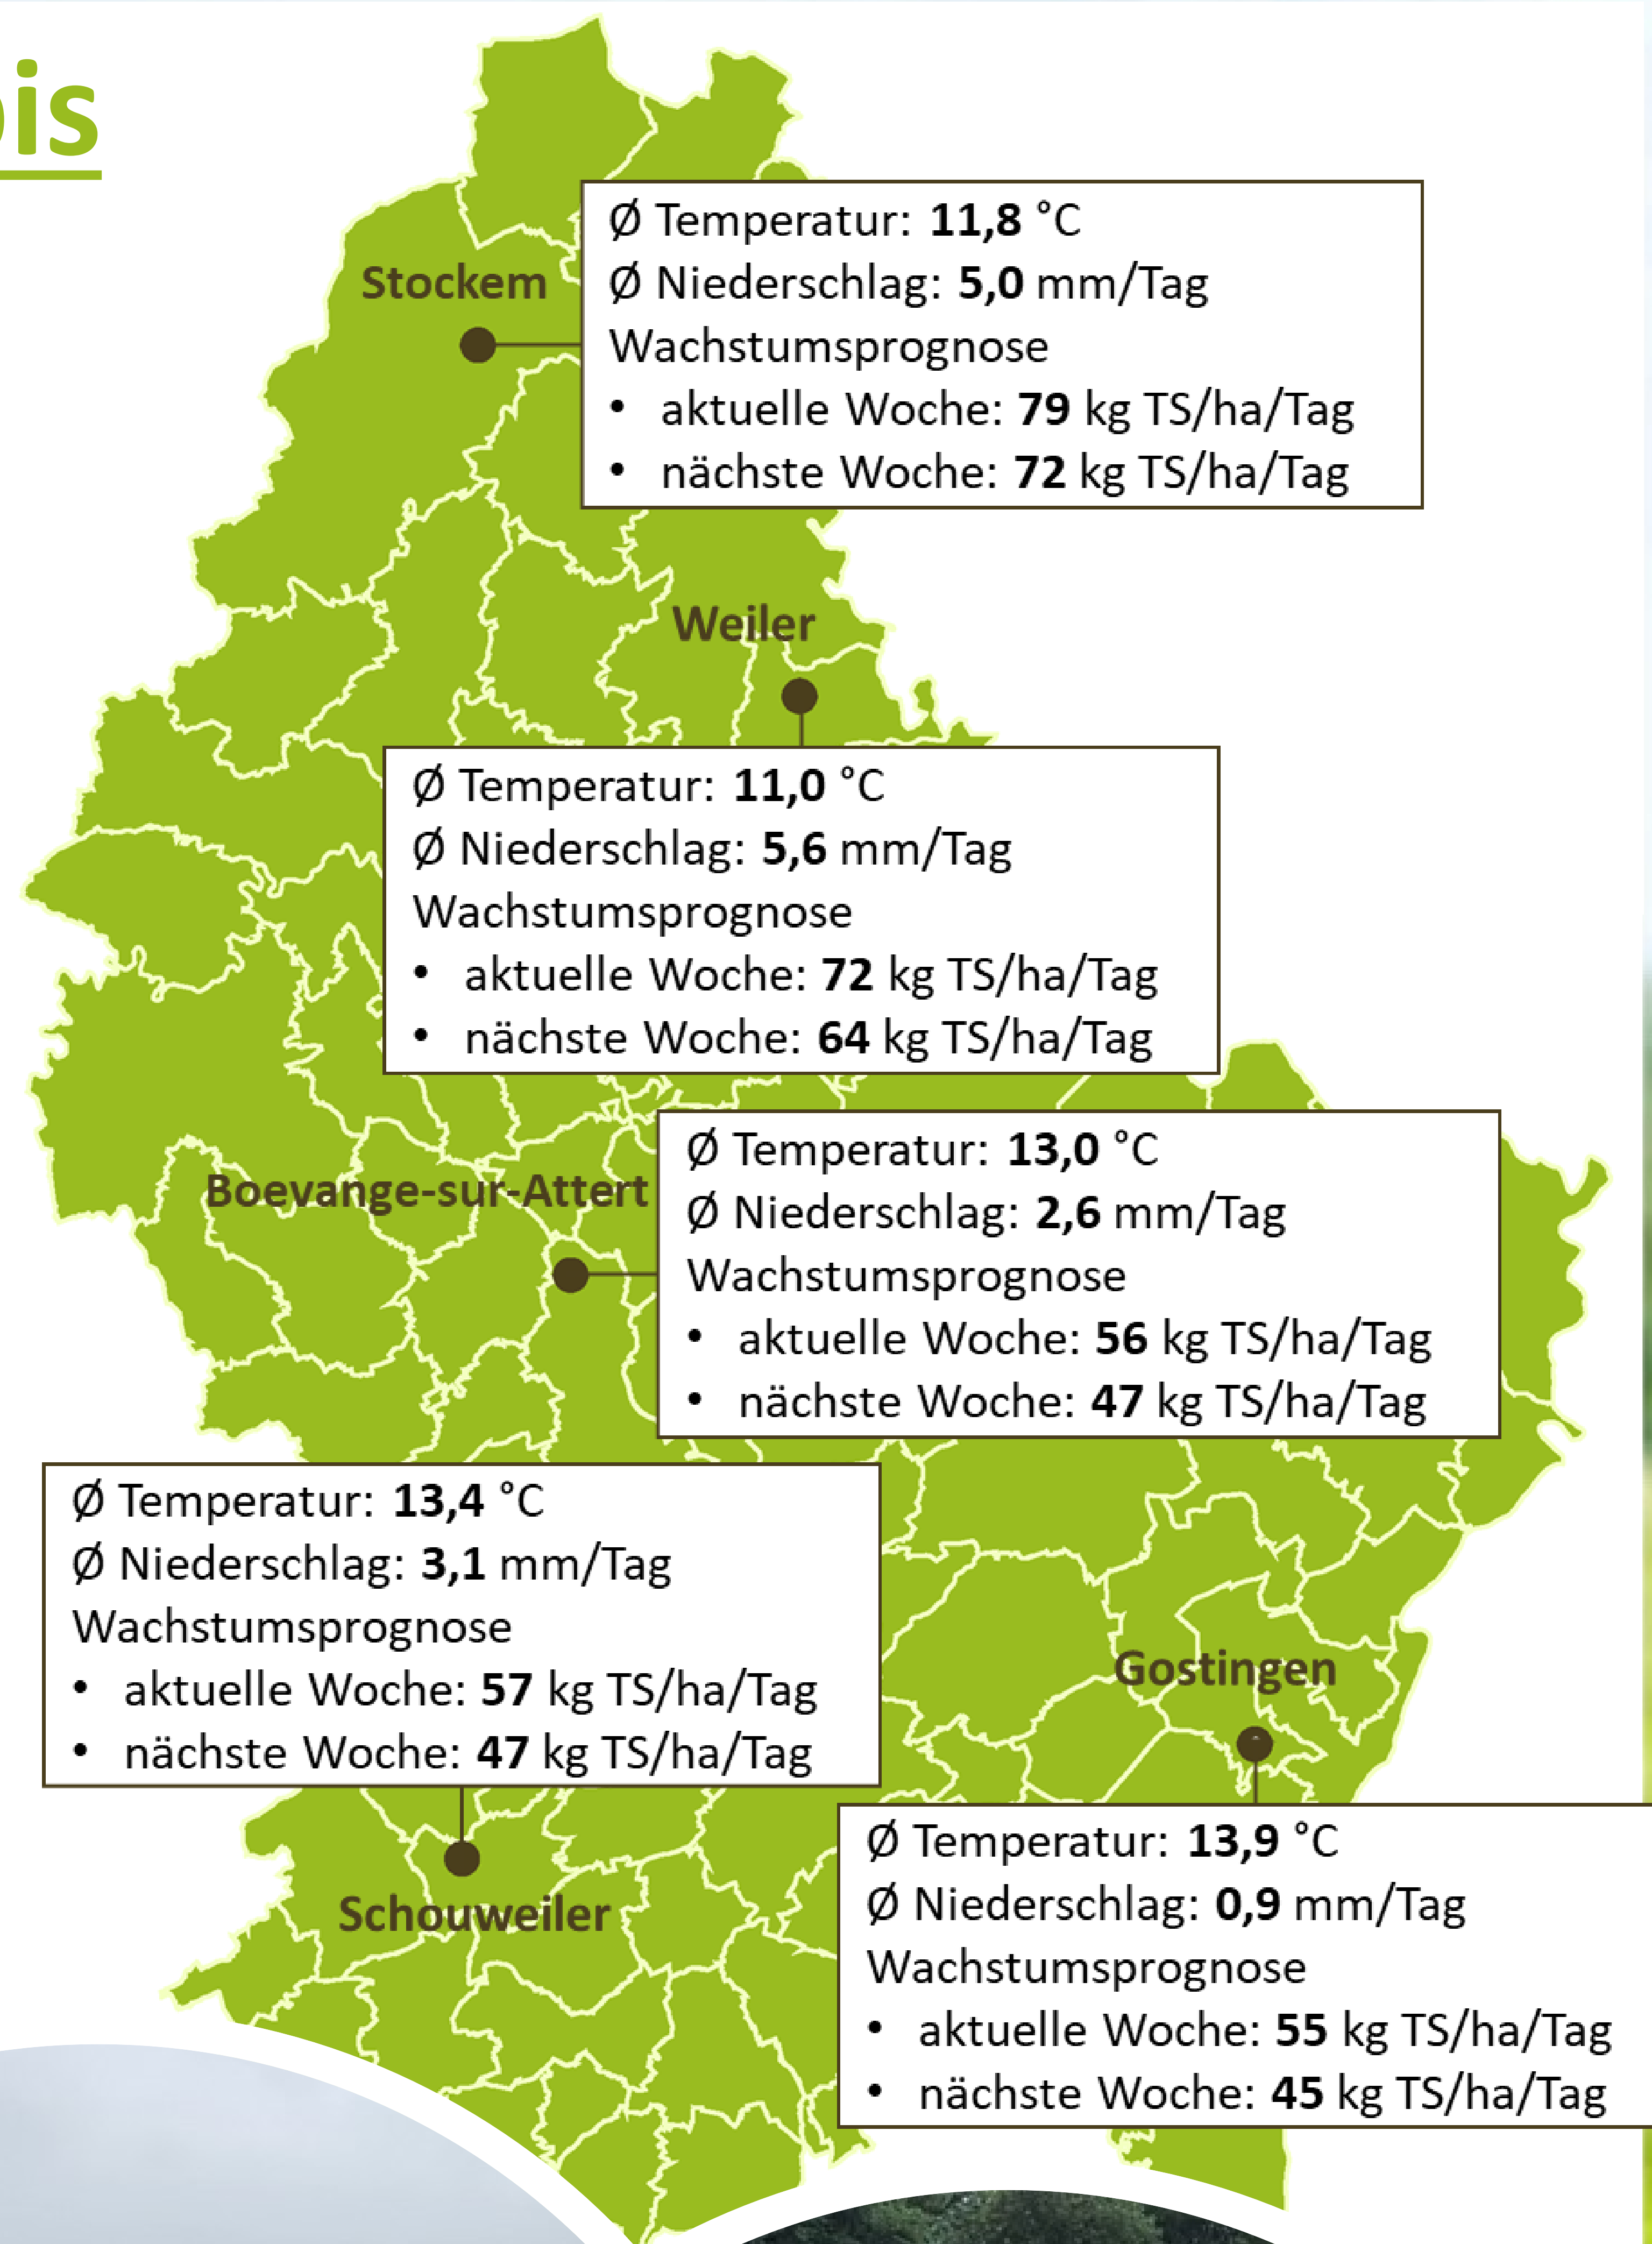 is
Stockem
Ø Temperatur: 11,8 °C
Ø Niederschlag: 5,0 mm/Tag
Wachstumsprognose
• aktuelle Woche: 79 kg TS/ha/Tag
• nächste Woche: 72 kg TS/ha/Tag
Weiler
Ø Temperatur: 11,0 °C
Ø Niederschlag: 5,6 mm/Tag
Wachstumsprognose
• aktuelle Woche: 72 kg TS/ha/Tag
• nächste Woche: 64 kg TS/ha/Tag
Boevange-sur-Attert
Ø Temperatur: 13,0 °C
Ø Niederschlag: 2,6 mm/Tag
Wachstumsprognose
• aktuelle Woche: 56 kg TS/ha/Tag
• nächste Woche: 47 kg TS/ha/Tag
Ø Temperatur: 13,4 °C
Ø Niederschlag: 3,1 mm/Tag
Wachstumsprognose
• aktuelle Woche: 57 kg TS/ha/Tag
• nächste Woche: 47 kg TS/ha/Tag
Schouweiler
Gostingen
Ø Temperatur: 13,9 °C
Ø Niederschlag: 0,9 mm/Tag
Wachstumsprognose
• aktuelle Woche: 55 kg TS/ha/Tag
• nächste Woche: 45 kg TS/ha/Tag